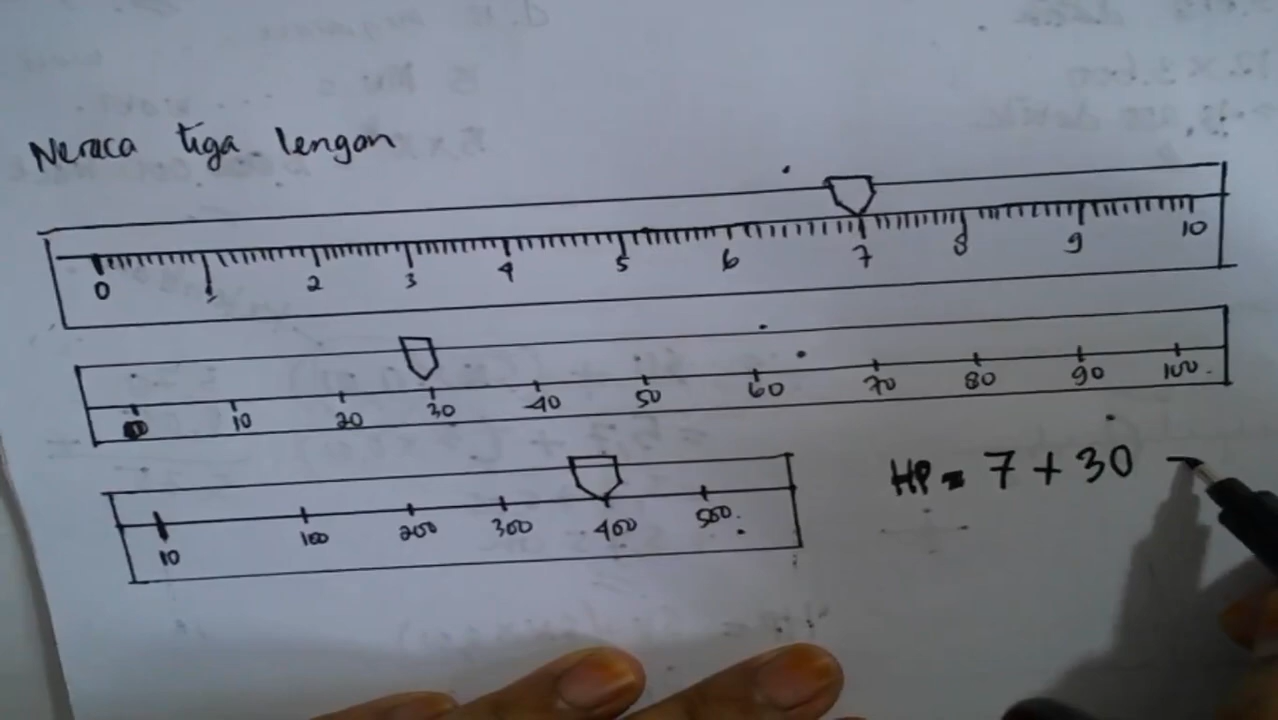 Neraca tiga lengan
0 1 2 3 4 5 6 7 8 9 10
0 10 20 30 40 50 60 70 80 90 100
10 100 200 300 400 500
HP = 7 + 30